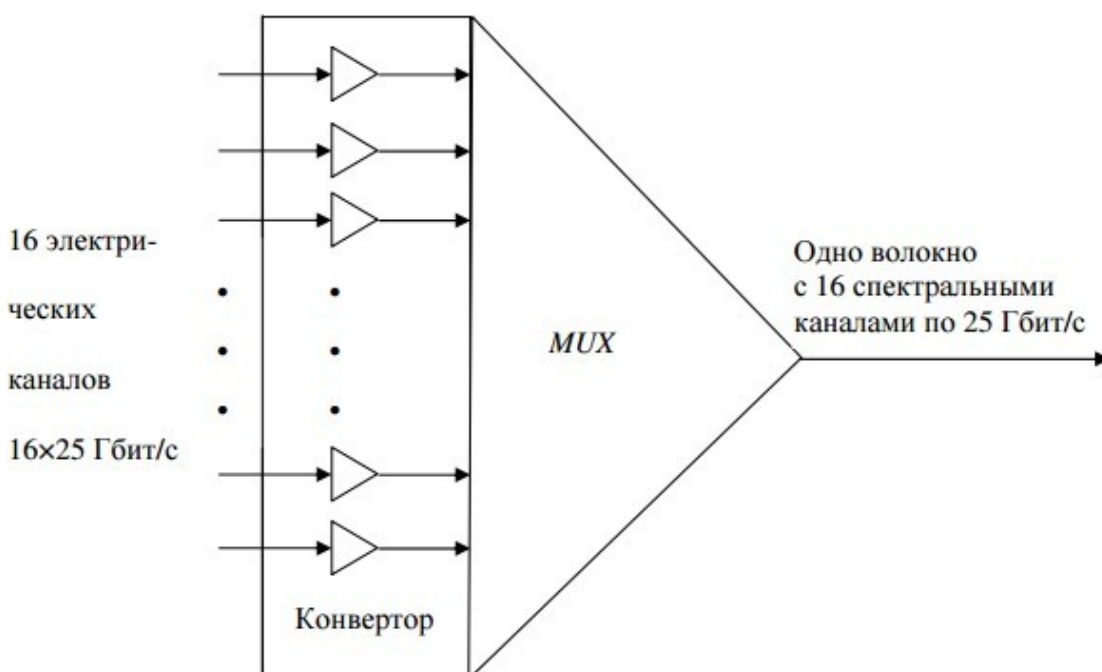 16 электри-
ческих
каналов
16×25 Гбит/с
Конвертор
MUX
Одно волокно
с 16 спектральными
каналами по 25 Гбит/с